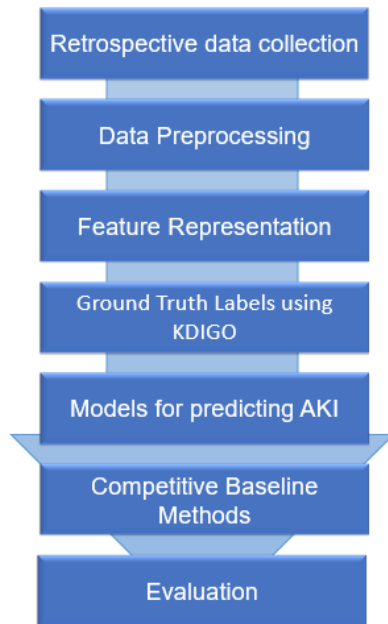 Retrospective data collection
Data Preprocessing
Feature Representation
Ground Truth Labels using
KDIGO
Models for predicting AKI
Competitive Baseline
Methods
Evaluation